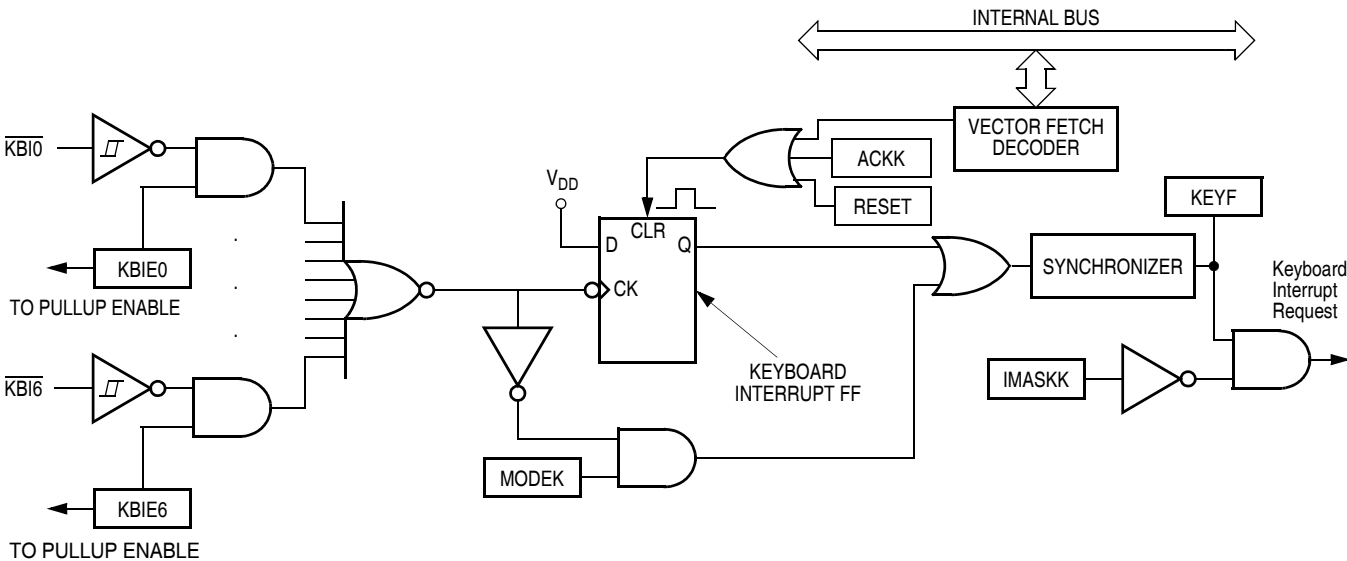 INTERNAL BUS
VECTOR FETCH
DECODER
ACKK
RESET
KBI0
KBIE0
TO PULLUP ENABLE
.
.
.
KBI6
KBIE6
TO PULLUP ENABLE
VDD
D
CLR
Q
CK
KEYBOARD
INTERRUPT FF
MODEK
SYNCHRONIZER
KEYF
IMASKK
Keyboard
Interrupt
Request